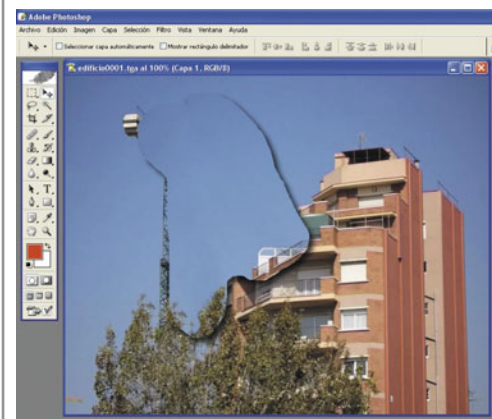 Adobe Photoshop
Archivo Edición Imagen Capa Selección Filtro Vista Ventana Ayuda
Seleccionar capa automáticamente Mostrar rectángulo delimitador
edificio0001.tga al 100% (Capa 1, RGB/8)